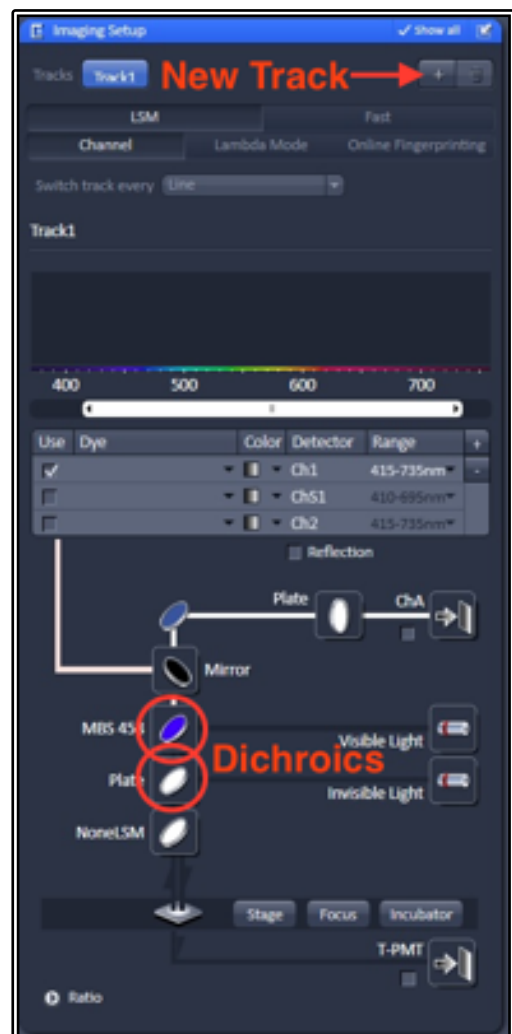 Imaging Setup ✓ Show all
Tracks Track1 New Track +
LSM Fast
Channel Lambda Mode Online Fingerprinting
Switch track every Line
Track1
400 500 600 700
Use Dye Color Detector Range +
Ch1 415-735nm -
ChS1 410-695nm
Ch2 415-735nm
Reflection
Plate ChA
Mirror
MBS 458
Visible Light
Dichroics
Plate
Invisible Light
NoneLSM
Stage Focus Incubator
T-PMT
Ratio